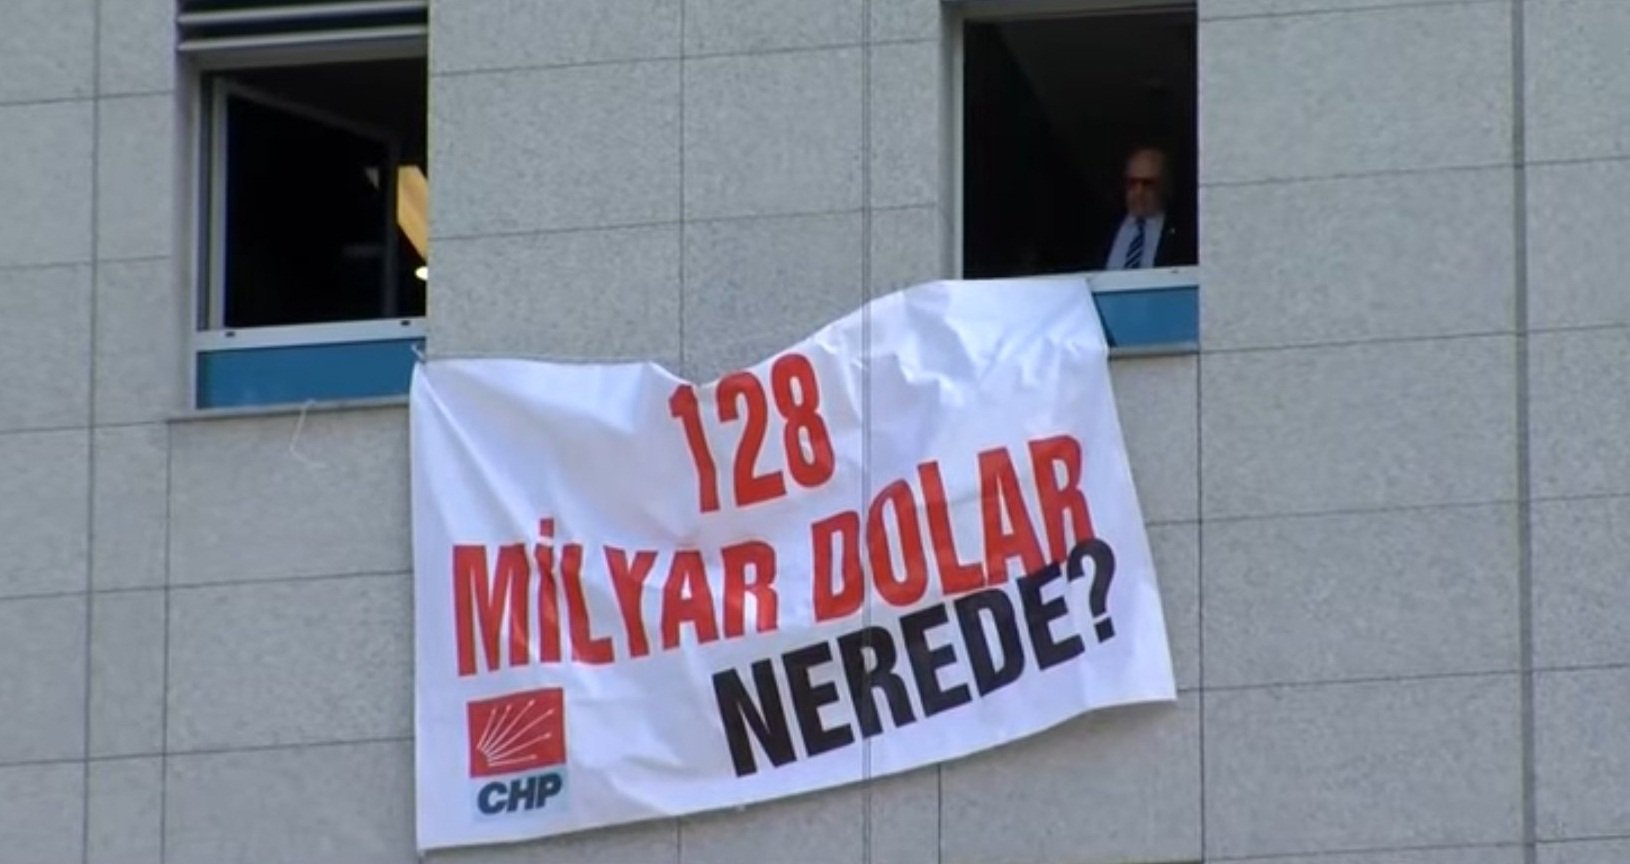 128
MİLYAR DOLAR
NEREDE?
CHP